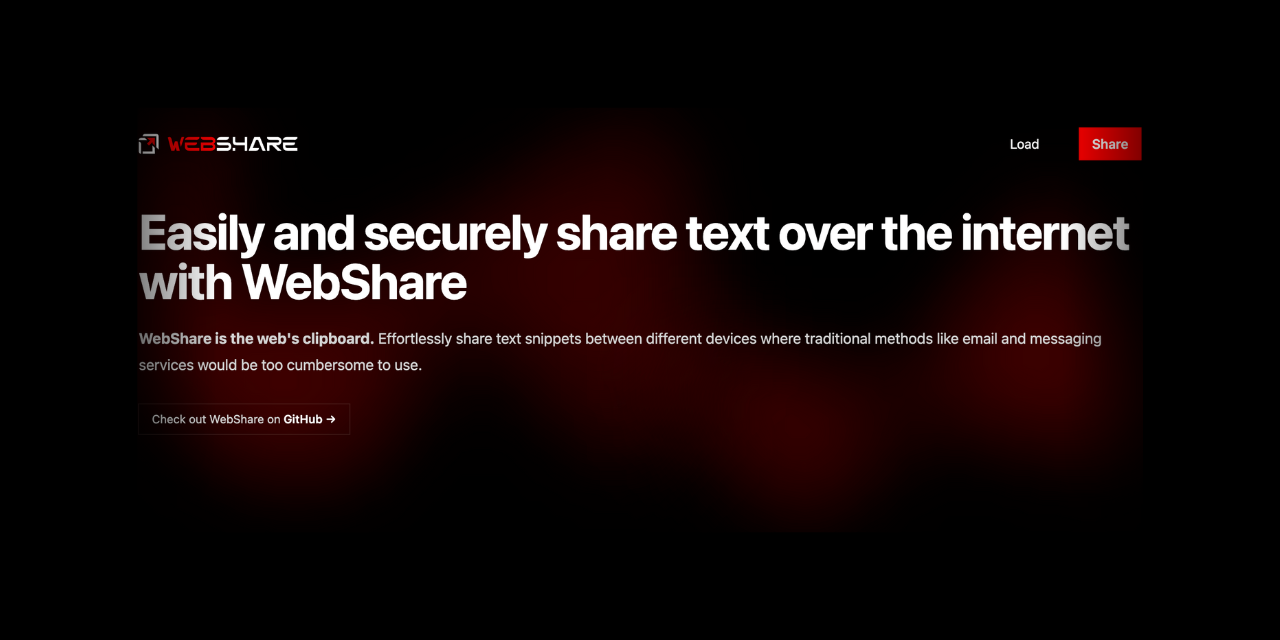 WEBSHARE
Load
Share
Easily and securely share text over the internet
with WebShare
WebShare is the web's clipboard. Effortlessly share text snippets between different devices where traditional methods like email and messaging
services would be too cumbersome to use.
Check out WebShare on GitHub →